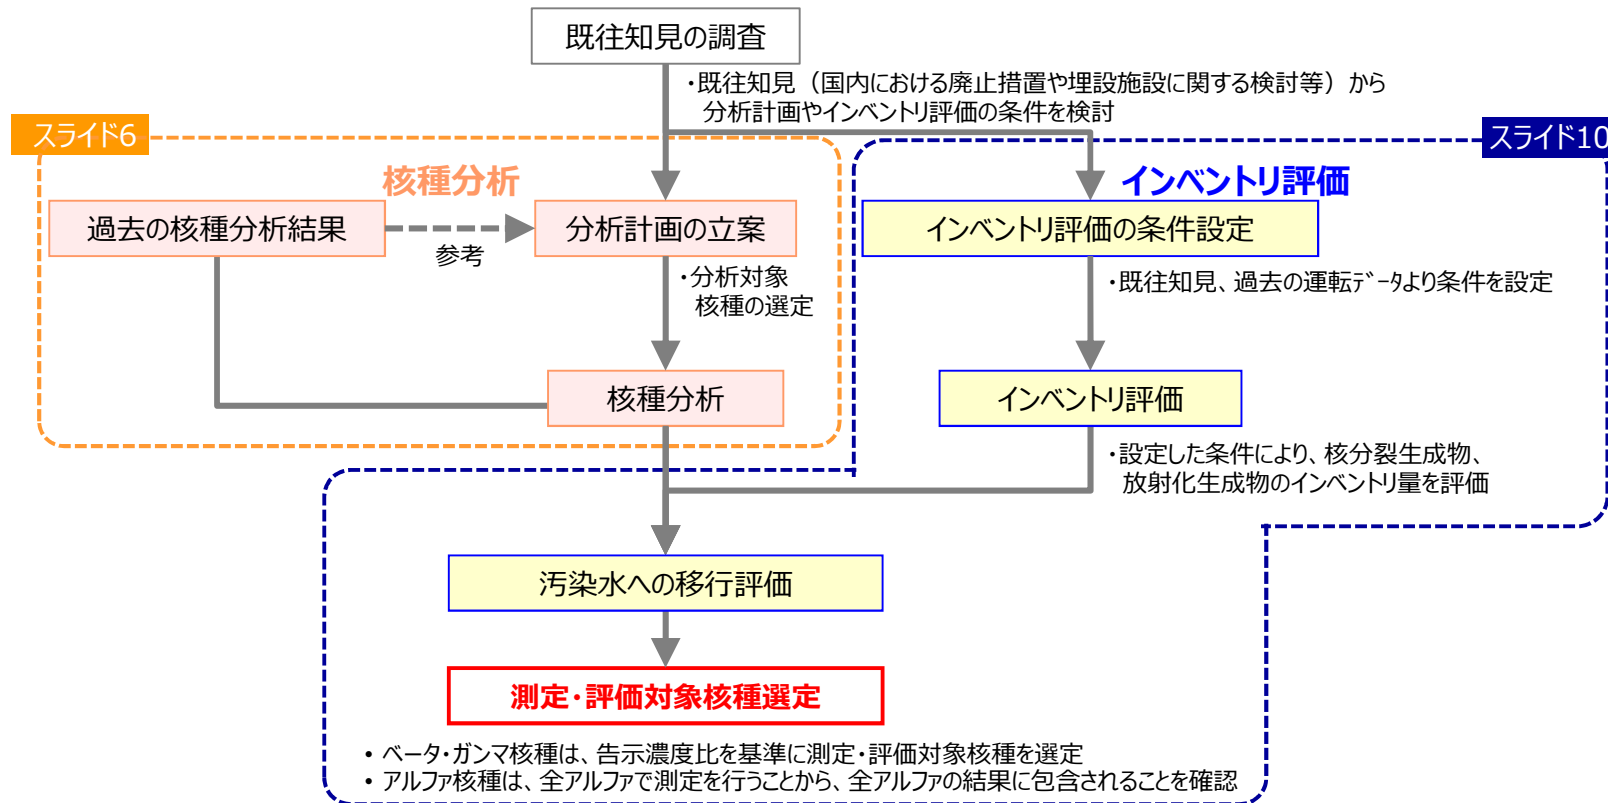 既往知見の調査
・既往知見（国内における廃止措置や埋設施設に関する検討等）から
分析計画やインベントリ評価の条件を検討
スライド6
スライド10
核種分析
インベントリ評価
過去の核種分析結果
参考
分析計画の立案
インベントリ評価の条件設定
・分析対象
核種の選定
・既往知見、過去の運転ﾃﾞｰﾀより条件を設定
核種分析
インベントリ評価
・設定した条件により、核分裂生成物、
放射化生成物のインベントリ量を評価
汚染水への移行評価
測定・評価対象核種選定
• ベータ・ガンマ核種は、告示濃度比を基準に測定・評価対象核種を選定
• アルファ核種は、全アルファで測定を行うことから、全アルファの結果に包含されることを確認